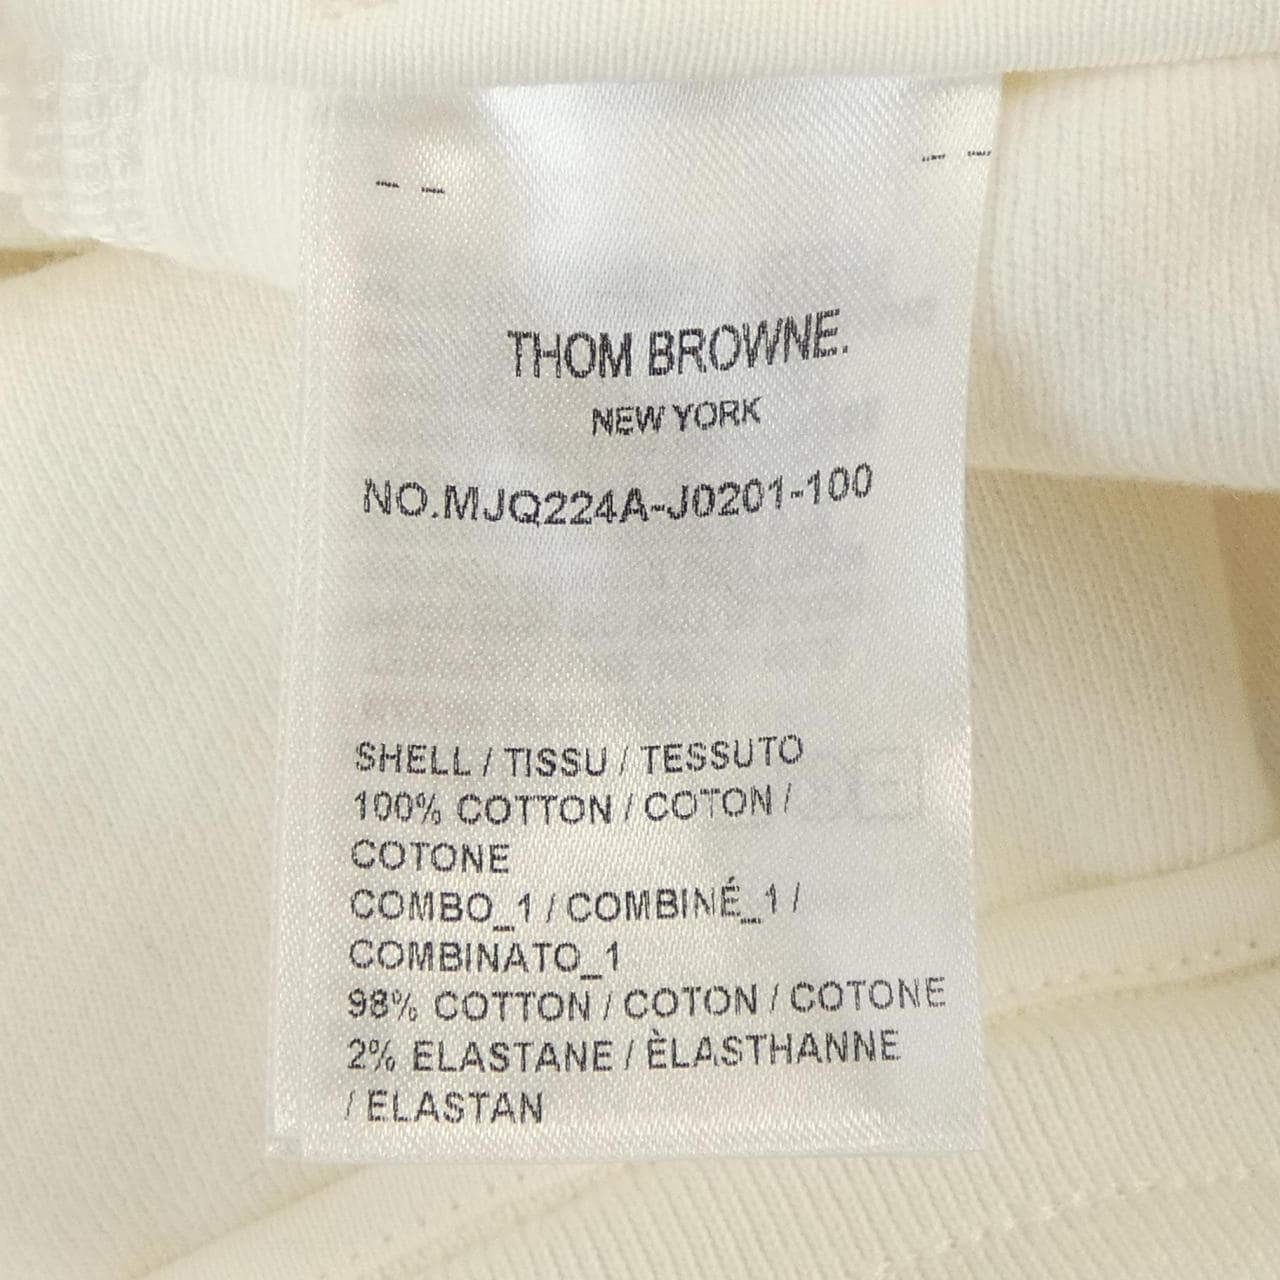 THOM BROWNE.
NEW YORK
NO.MJQ224A-J0201-100
SHELL / TISSU / TESSUTO
100% COTTON / COTON /
COTONE
COMBO_1 / COMBINÉ_1 /
COMBINATO_1
98% COTTON / COTON / COTONE
2% ELASTANE / ÈLASTHANNE
/ ELASTAN